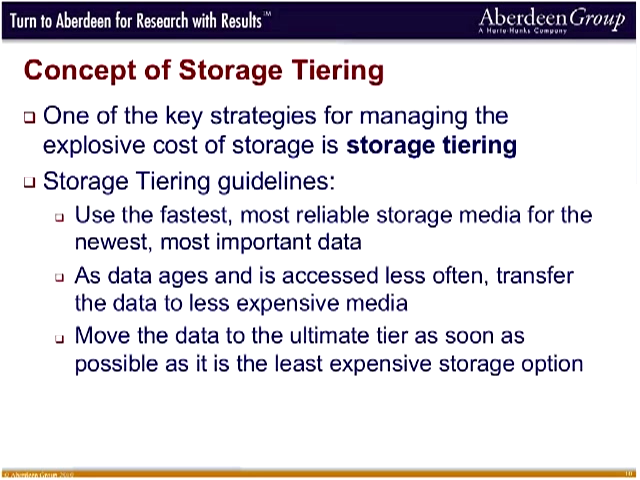 Turn to Aberdeen for Research with Results™
AberdeenGroup
A Harte-Hanks Company
Concept of Storage Tiering
One of the key strategies for managing the
explosive cost of storage is storage tiering
Storage Tiering guidelines:
Use the fastest, most reliable storage media for the
newest, most important data
As data ages and is accessed less often, transfer
the data to less expensive media
Move the data to the ultimate tier as soon as
possible as it is the least expensive storage option
© Aberdeen Group